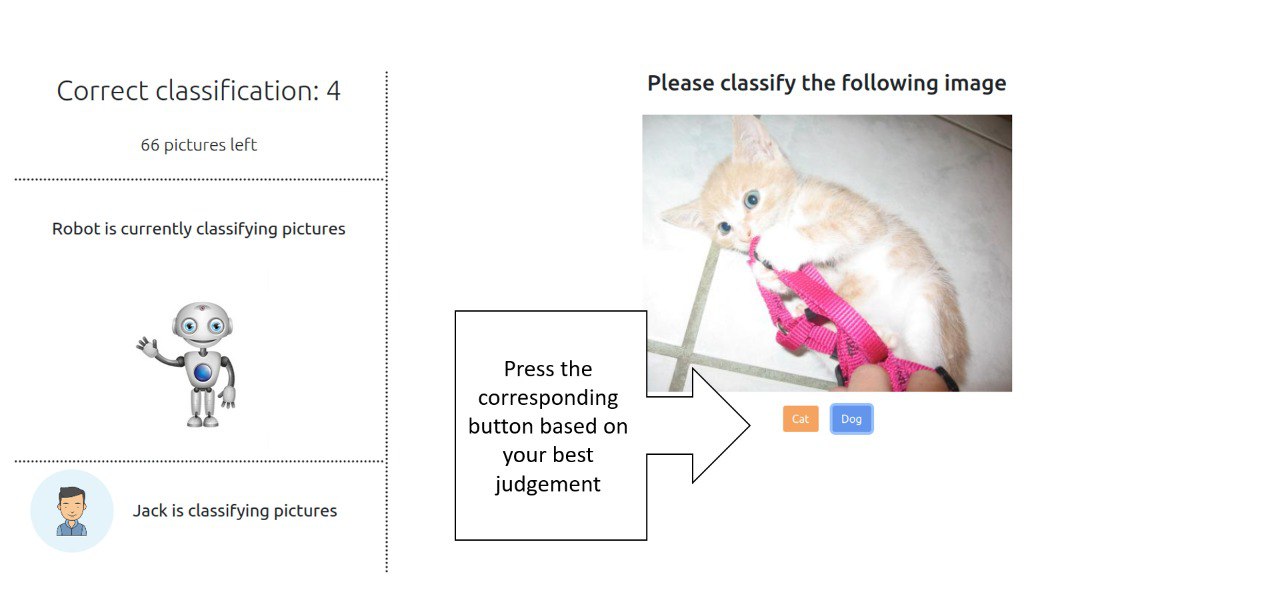 Correct classification: 4
66 pictures left
Robot is currently classifying pictures
Jack is classifying pictures
Please classify the following image
Press the
corresponding
button based on
your best
judgement
Cat
Dog